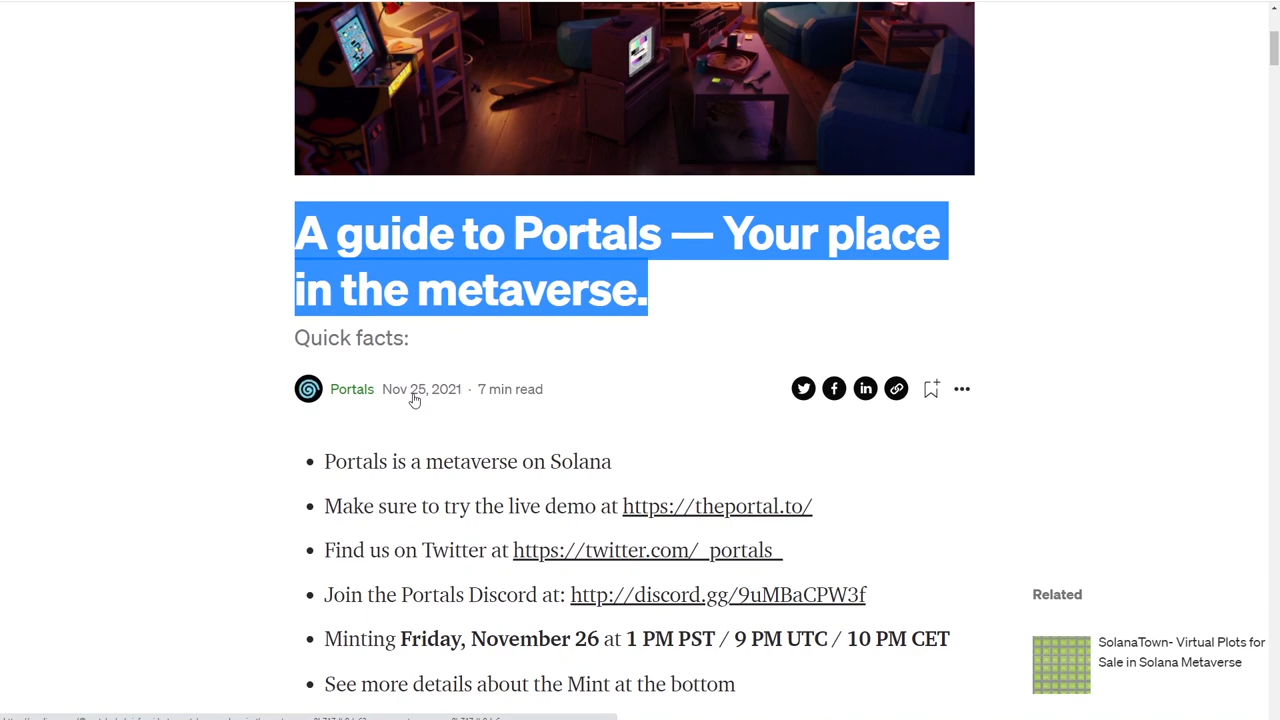 A guide to Portals — Your place
in the metaverse.
Quick facts:
Portals Nov 25, 2021 · 7 min read
• Portals is a metaverse on Solana
• Make sure to try the live demo at https://theportal.to/
• Find us on Twitter at https://twitter.com/_portals_
• Join the Portals Discord at: http://discord.gg/9uMBaCPW3f
• Minting Friday, November 26 at 1 PM PST / 9 PM UTC / 10 PM CET
• See more details about the Mint at the bottom
Related
SolanaTown- Virtual Plots for
Sale in Solana Metaverse